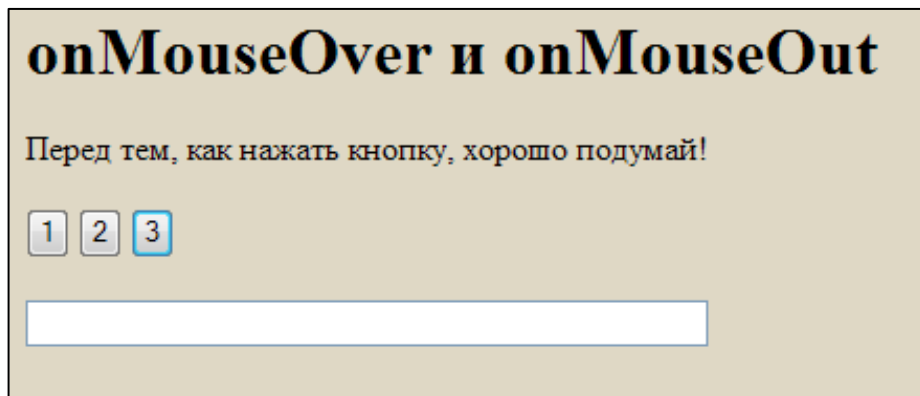 onMouseOver и onMouseOut
Перед тем, как нажать кнопку, хорошо подумай!
1 2 3